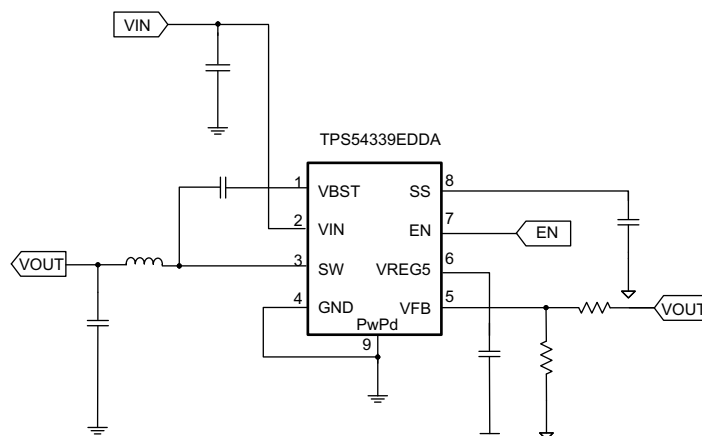 VIN
TPS54339EDDA
1 VBST SS 8
2 VIN EN 7 EN
VOUT 3 SW VREG5 6
4 GND VFB 5 VOUT
PwPd
9